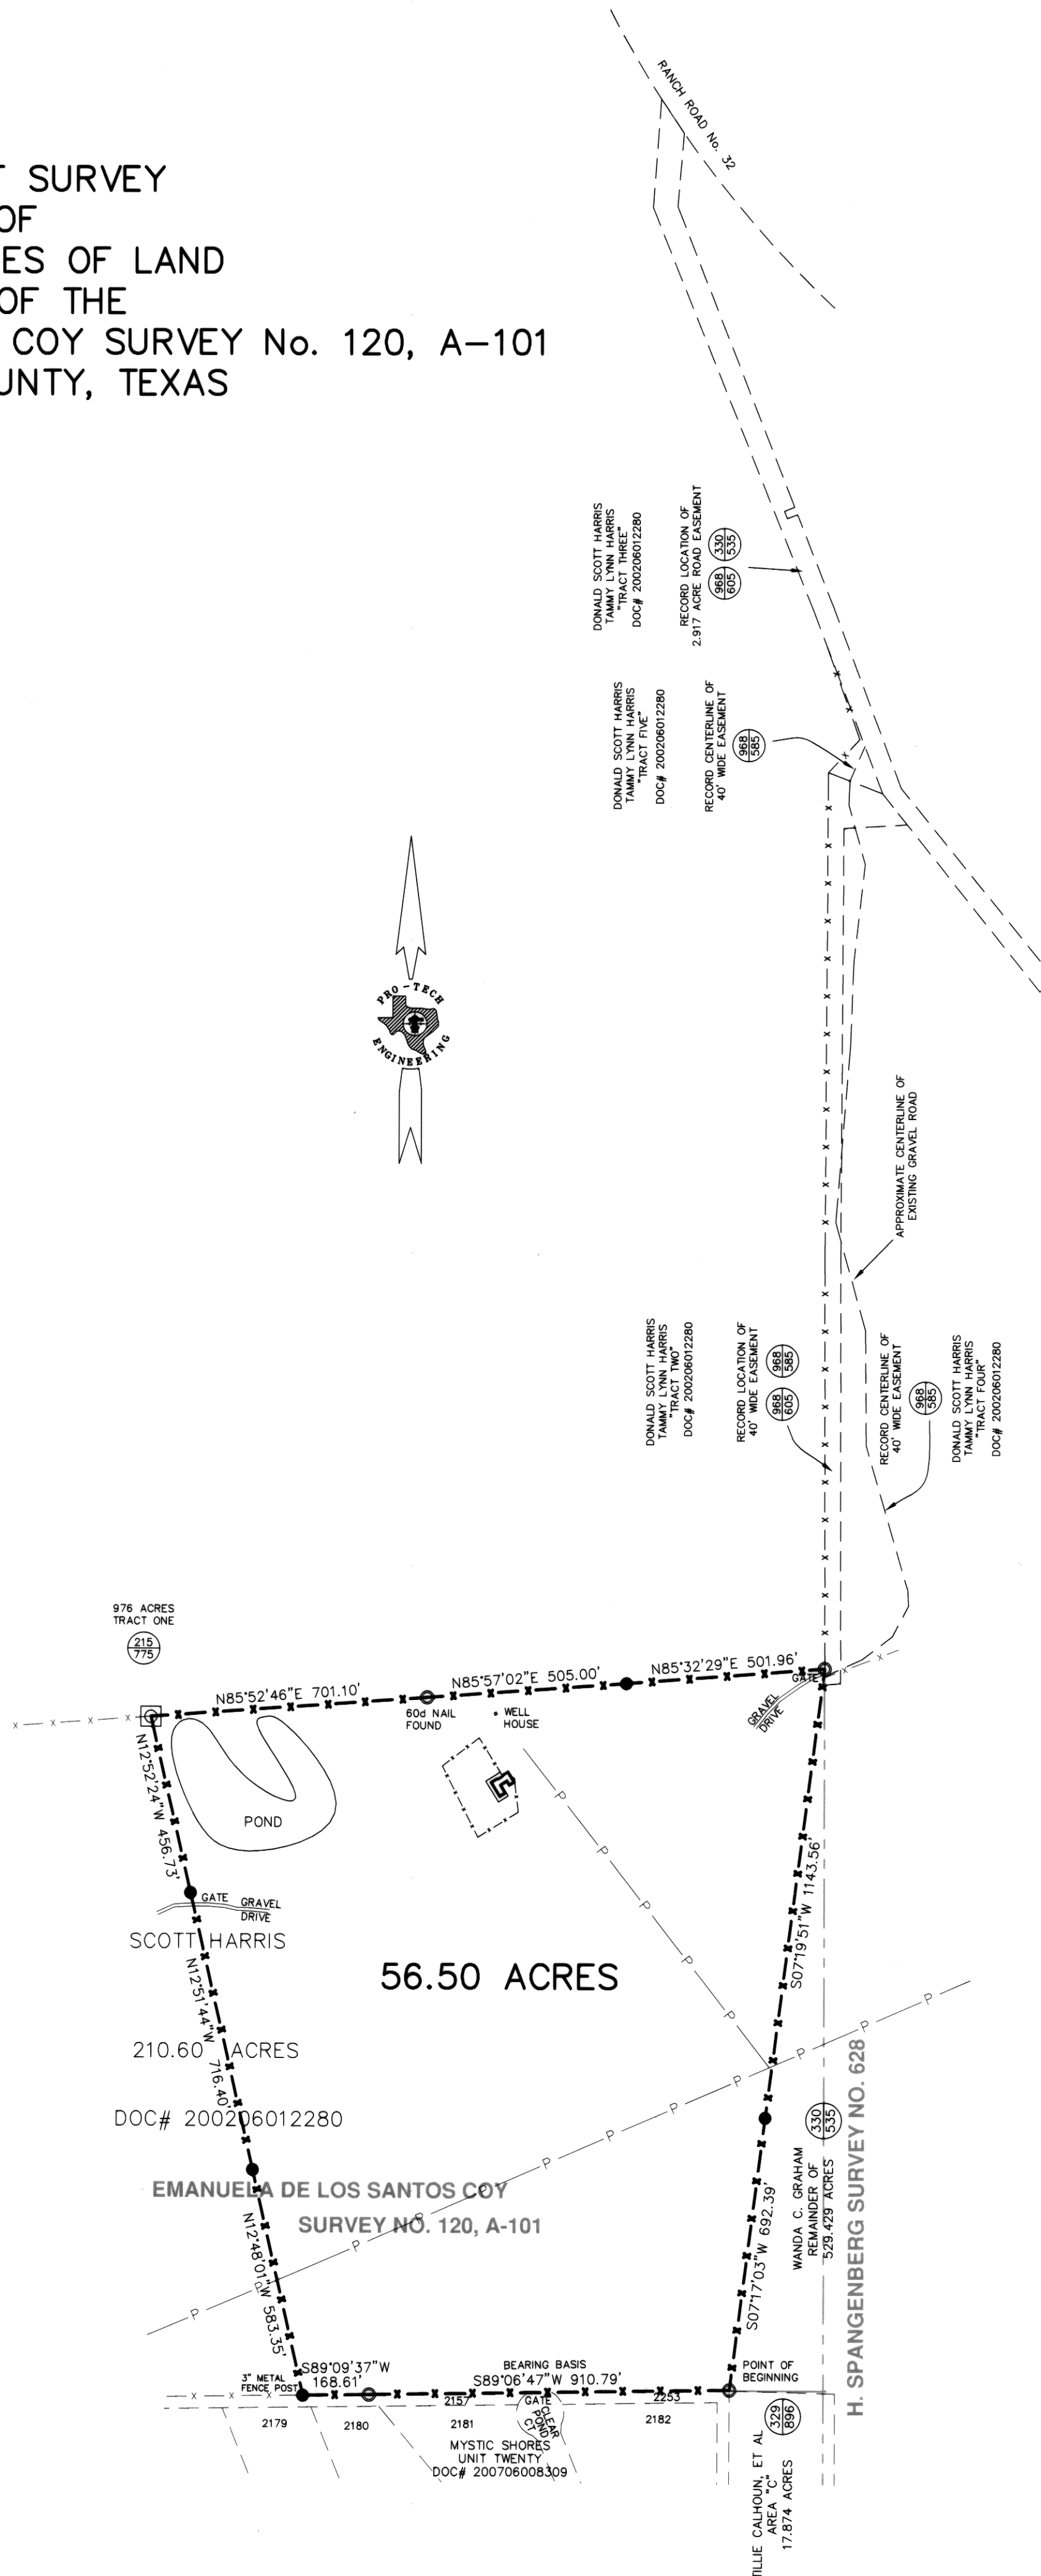 SURVEY
OF
ES OF LAND
OF THE
COY SURVEY No. 120, A-101
UNTY, TEXAS
RANCH ROAD No. 32
DONALD SCOTT HARRIS
TAMMY LYNN HARRIS
"TRACT THREE"
DOC# 200206012280
RECORD LOCATION OF
2.917 ACRE ROAD EASEMENT
968
605
330
535
DONALD SCOTT HARRIS
TAMMY LYNN HARRIS
"TRACT FIVE"
DOC# 200206012280
RECORD CENTERLINE OF
40' WIDE EASEMENT
968
585
PRO-TECH
ENGINEERING
APPROXIMATE CENTERLINE OF
EXISTING GRAVEL ROAD
DONALD SCOTT HARRIS
TAMMY LYNN HARRIS
"TRACT TWO"
DOC# 200206012280
RECORD LOCATION OF
40' WIDE EASEMENT
968
605
968
585
RECORD CENTERLINE OF
40' WIDE EASEMENT
968
585
DONALD SCOTT HARRIS
TAMMY LYNN HARRIS
"TRACT FOUR"
DOC# 200206012280
976 ACRES
TRACT ONE
215
775
N85°52'46"E 701.10'
N85°57'02"E 505.00'
N85°32'29"E 501.96'
60d NAIL
FOUND
WELL
HOUSE
GATE
GRAVEL
DRIVE
N12°52'24"W 456.73'
POND
GATE GRAVEL
DRIVE
SCOTT HARRIS
56.50 ACRES
S07°19'51"W 1143.56'
N12°51'44"W 716.40'
210.60 ACRES
DOC# 200206012280
EMANUELA DE LOS SANTOS COY
SURVEY NO. 120, A-101
330
535
WANDA C. GRAHAM
REMAINDER OF
529.429 ACRES
H. SPANGENBERG SURVEY NO. 628
S07°17'03"W 692.39'
N12°48'01"W 583.35'
3" METAL
FENCE POST
S89°09'37"W
168.61'
BEARING BASIS
S89°06'47"W 910.79'
POINT OF
BEGINNING
2157
GATE
2253
2179
2180
2181
CLEAR
POND
CT
2182
MYSTIC SHORES
UNIT TWENTY
DOC# 200706008309
329
896
TILLIE CALHOUN, ET AL
AREA "C"
17.874 ACRES